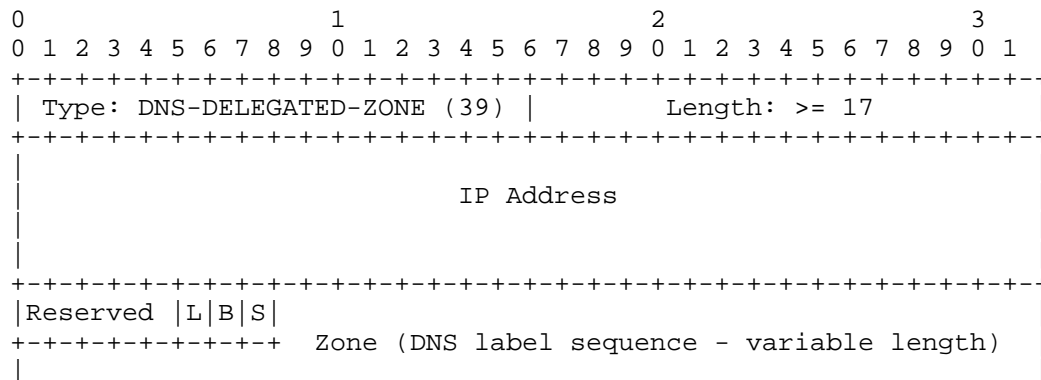 0                   1                   2                   3
0 1 2 3 4 5 6 7 8 9 0 1 2 3 4 5 6 7 8 9 0 1 2 3 4 5 6 7 8 9 0 1
+-+-+-+-+-+-+-+-+-+-+-+-+-+-+-+-+-+-+-+-+-+-+-+-+-+-+-+-+-+-+-+--
| Type: DNS-DELEGATED-ZONE (39) |        Length: >= 17
+-+-+-+-+-+-+-+-+-+-+-+-+-+-+-+-+-+-+-+-+-+-+-+-+-+-+-+-+-+-+-+--
|
|                           IP Address
|
|
+-+-+-+-+-+-+-+-+-+-+-+-+-+-+-+-+-+-+-+-+-+-+-+-+-+-+-+-+-+-+-+--
|Reserved |L|B|S|
+-+-+-+-+-+-+-+-+  Zone (DNS label sequence - variable length)
|